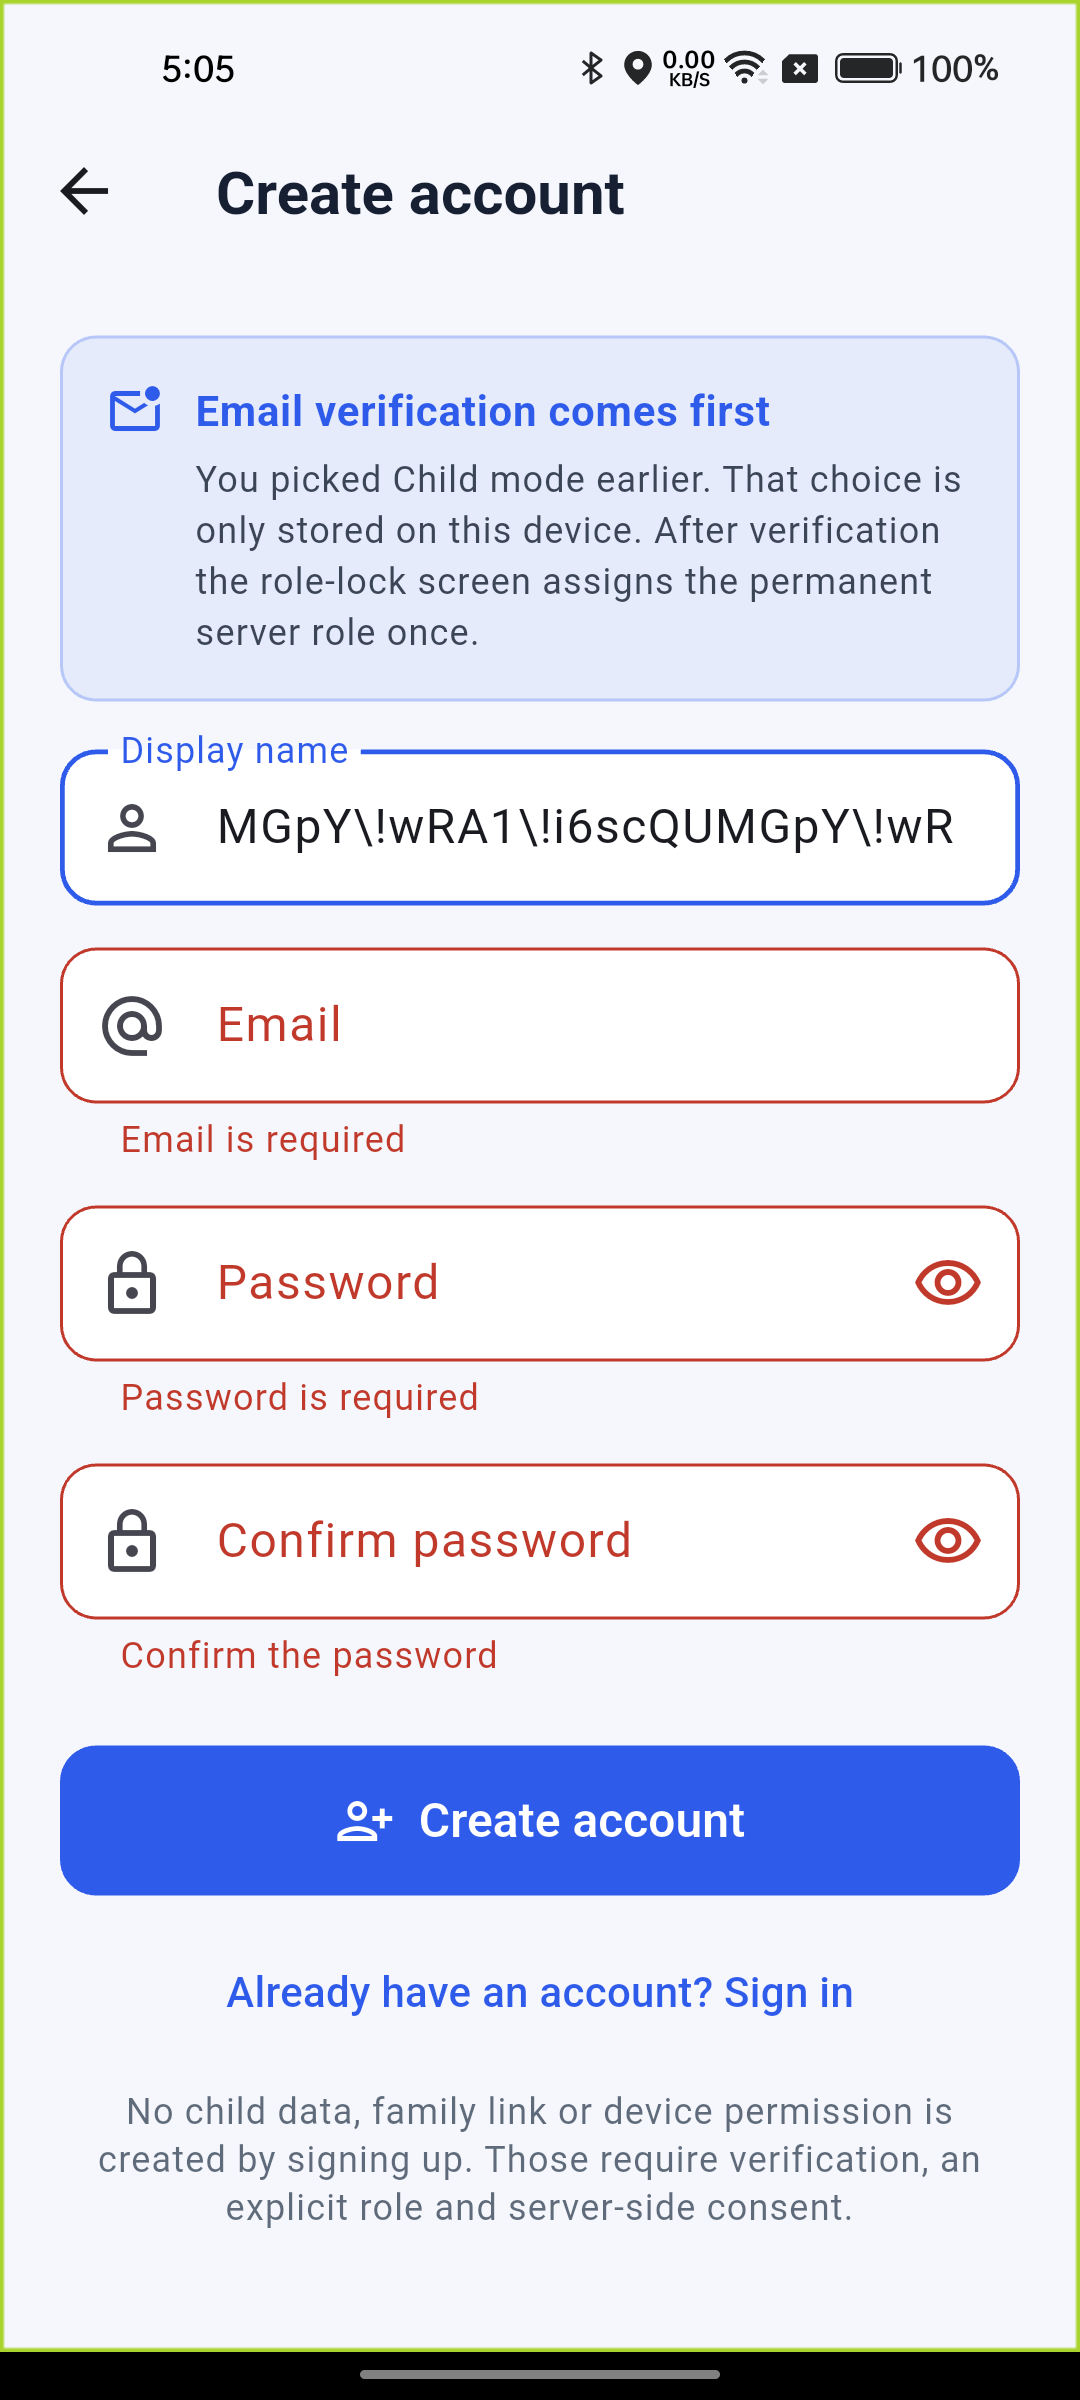 5:05
0.00
KB/S
100%
Create account
Email verification comes first
You picked Child mode earlier. That choice is
only stored on this device. After verification
the role-lock screen assigns the permanent
server role once.
Display name
MGpY\!wRA1\!i6scQUMGpY\!wR
Email
Email is required
Password
Password is required
Confirm password
Confirm the password
Create account
Already have an account? Sign in
No child data, family link or device permission is
created by signing up. Those require verification, an
explicit role and server-side consent.